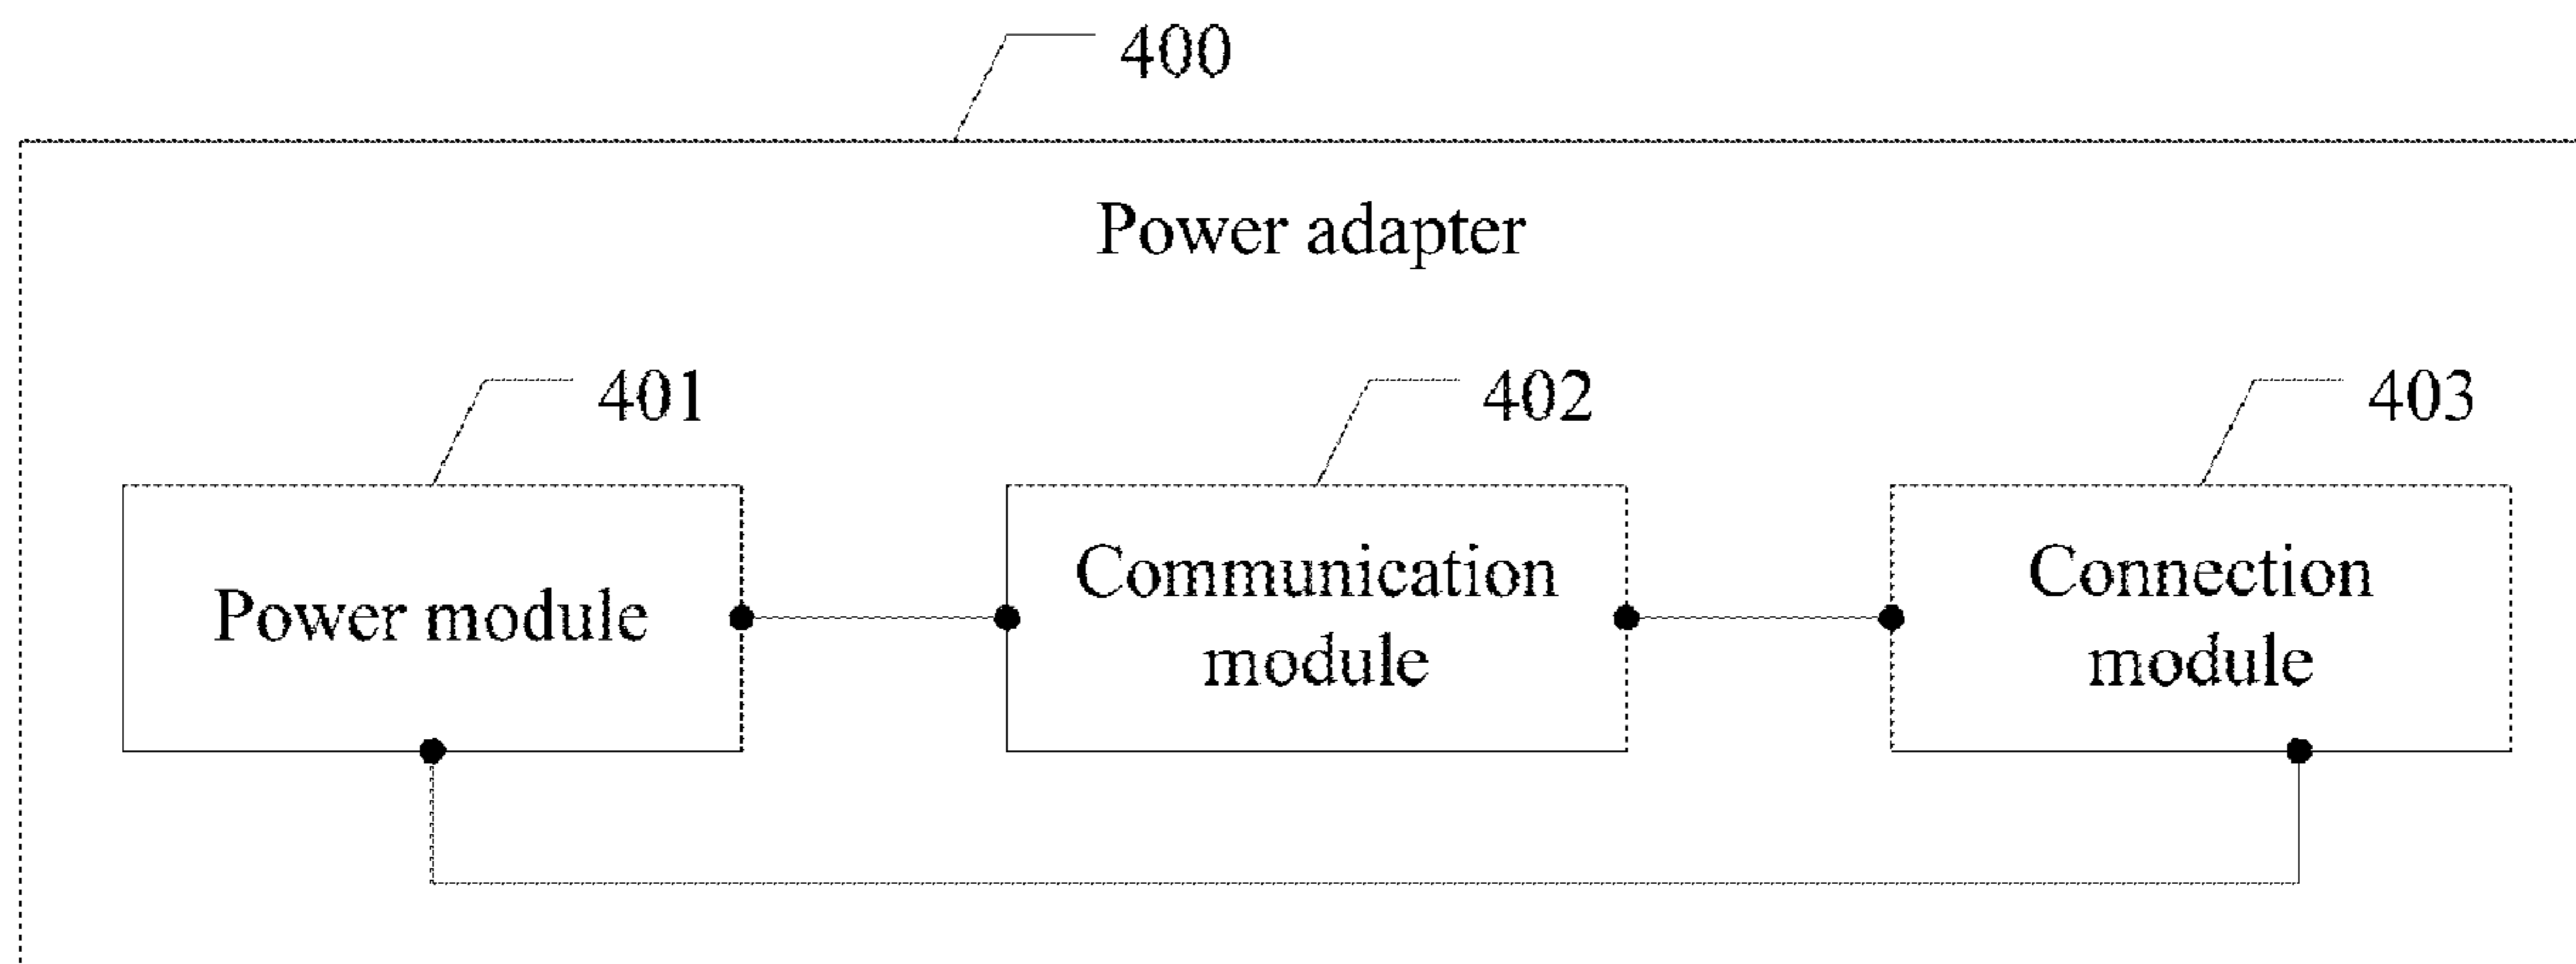 400
Power adapter
401
402
403
Power module
Communication
module
Connection
module